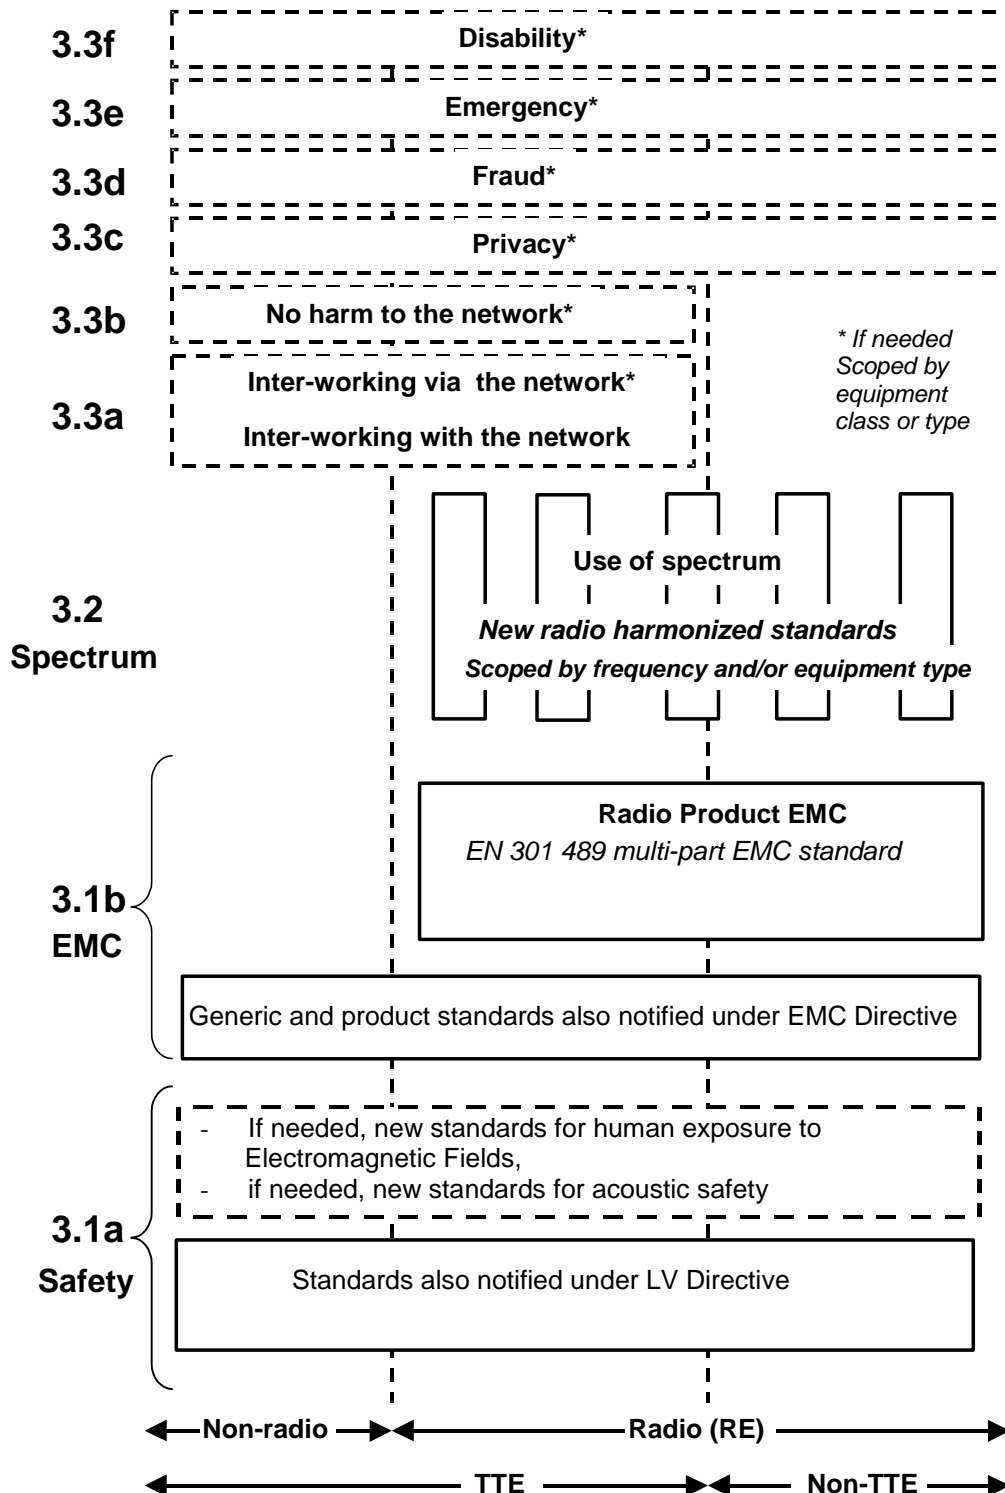 3.3f
Disability*
3.3e
Emergency*
3.3d
Fraud*
3.3c
Privacy*
3.3b
No harm to the network*
* If needed
Scoped by
equipment
class or type
3.3a
Inter-working via the network*
Inter-working with the network
3.2
Spectrum
Use of spectrum
New radio harmonized standards
Scoped by frequency and/or equipment type
3.1b
EMC
Radio Product EMC
EN 301 489 multi-part EMC standard
Generic and product standards also notified under EMC Directive
3.1a
Safety
- If needed, new standards for human exposure to
Electromagnetic Fields,
- if needed, new standards for acoustic safety
Standards also notified under LV Directive
Non-radio
Radio (RE)
TTE
Non-TTE